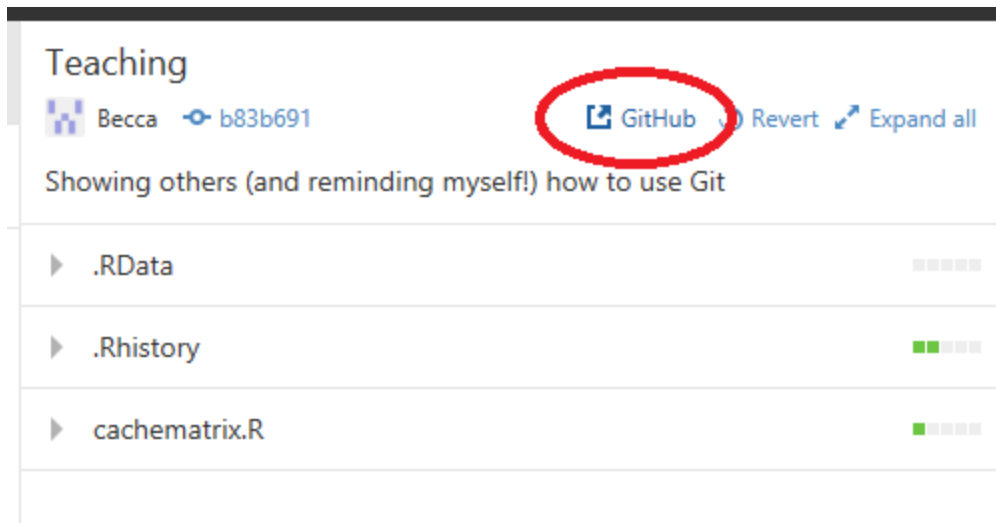 Teaching
Becca b83b691 GitHub Revert Expand all
Showing others (and reminding myself!) how to use Git
.RData
.Rhistory
cachematrix.R